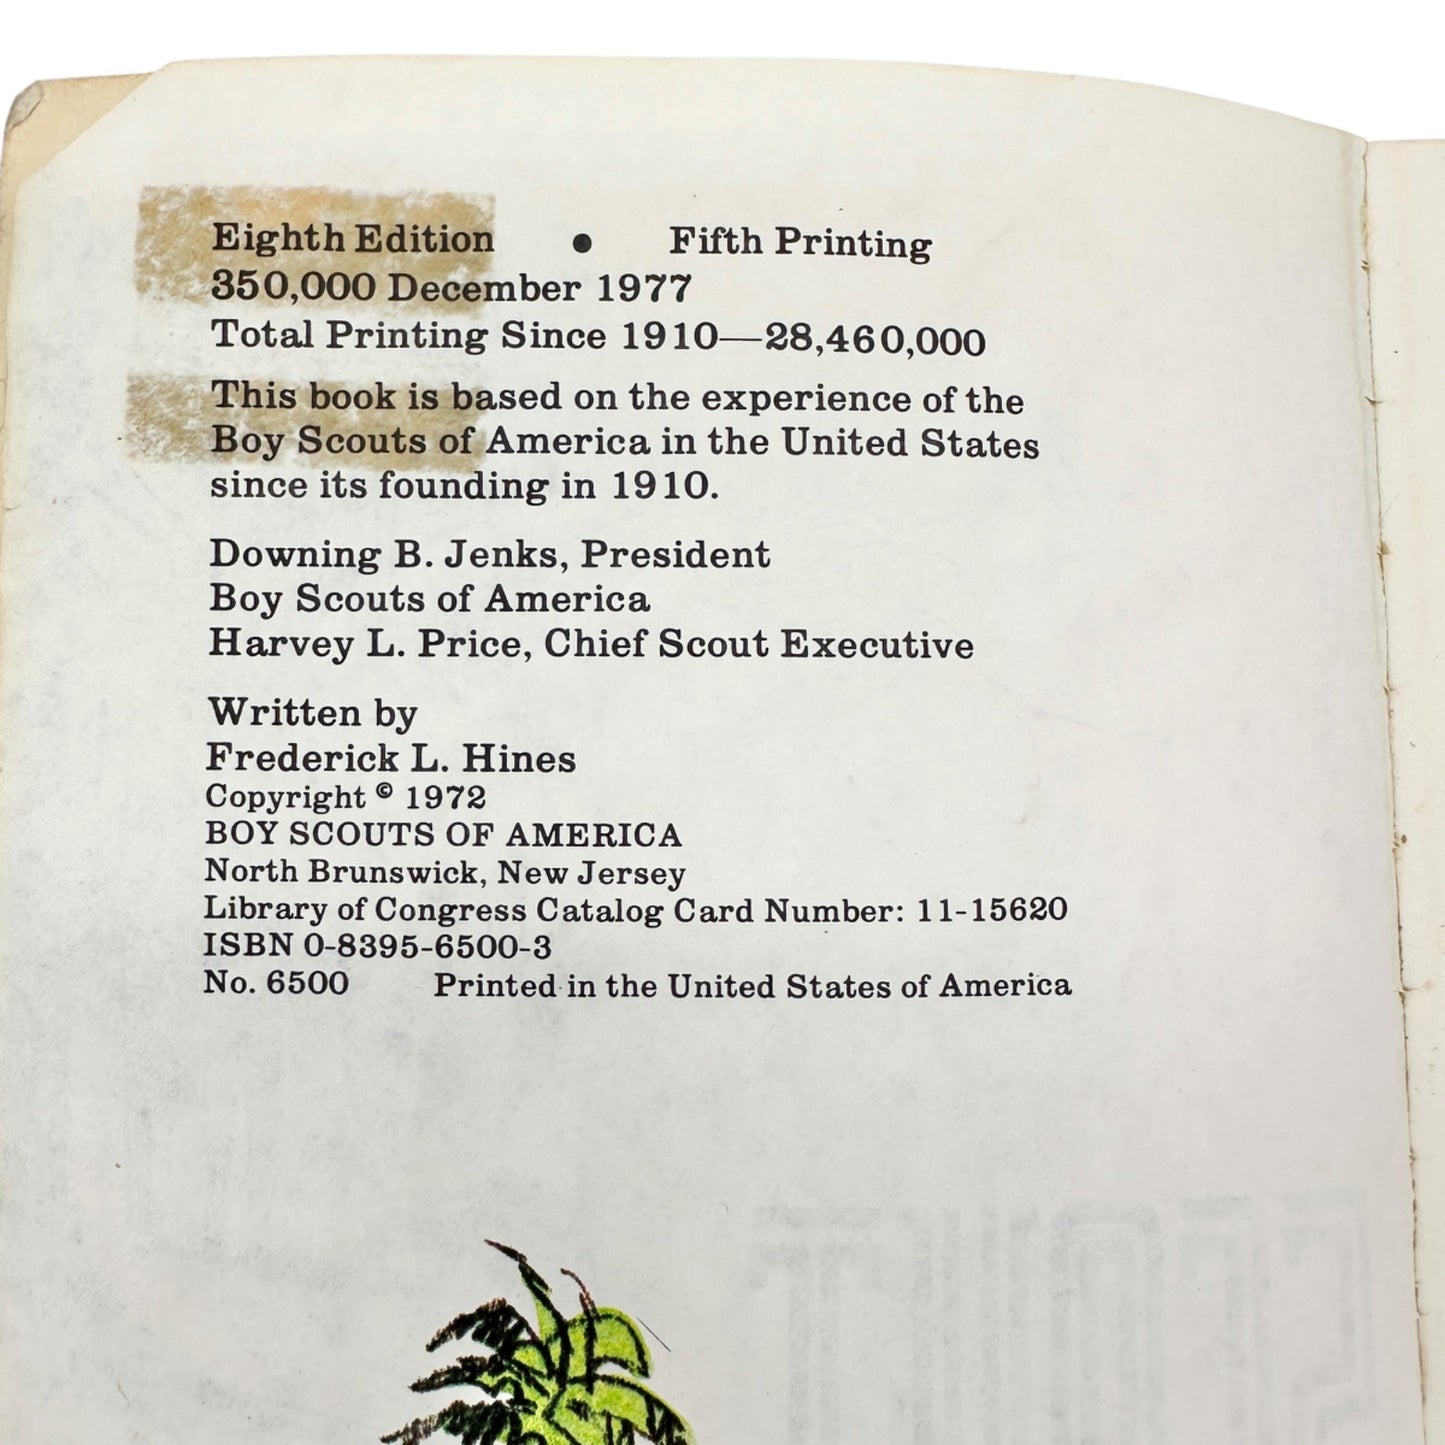 Eighth Edition • Fifth Printing
350,000 December 1977
Total Printing Since 1910—28,460,000
This book is based on the experience of the
Boy Scouts of America in the United States
since its founding in 1910.
Downing B. Jenks, President
Boy Scouts of America
Harvey L. Price, Chief Scout Executive
Written by
Frederick L. Hines
Copyright © 1972
BOY SCOUTS OF AMERICA
North Brunswick, New Jersey
Library of Congress Catalog Card Number: 11-15620
ISBN 0-8395-6500-3
No. 6500 Printed in the United States of America